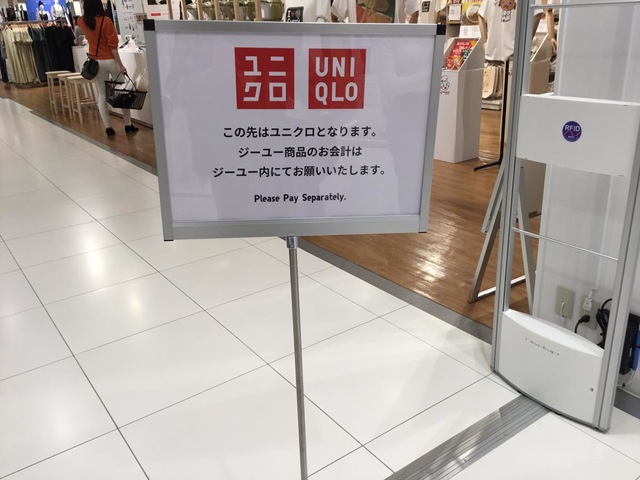 ユニ
クロ
UNI
QLO
この先はユニクロとなります。
ジーユー商品のお会計は
ジーユー内にてお願いいたします。
Please Pay Separately.
RFID